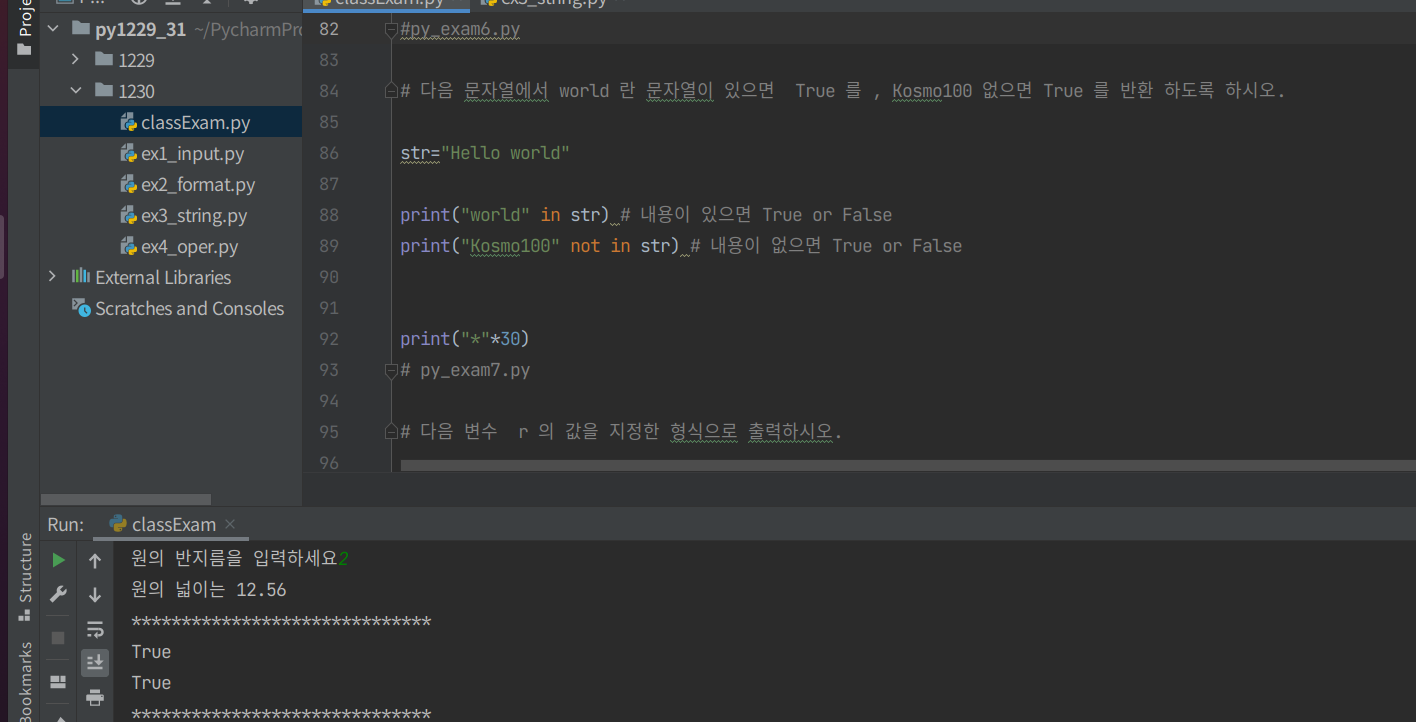 classExam.py
ex3_string.py
Proje
py1229_31 ~/PycharmPro
1229
1230
classExam.py
ex1_input.py
ex2_format.py
ex3_string.py
ex4_oper.py
External Libraries
Scratches and Consoles
82 #py_exam6.py
83
84 # 다음 문자열에서 world 란 문자열이 있으면  True 를 , Kosmo100 없으면 True 를 반환 하도록 하시오.
85
86 str="Hello world"
87
88 print("world" in str) # 내용이 있으면 True or False
89 print("Kosmo100" not in str) # 내용이 없으면 True or False
90
91
92 print("*"*30)
93 # py_exam7.py
94
95 # 다음 변수  r 의 값을 지정한 형식으로 출력하시오.
96
Run: classExam
Structure
Bookmarks
원의 반지름을 입력하세요2
원의 넓이는 12.56
******************************
True
True
******************************